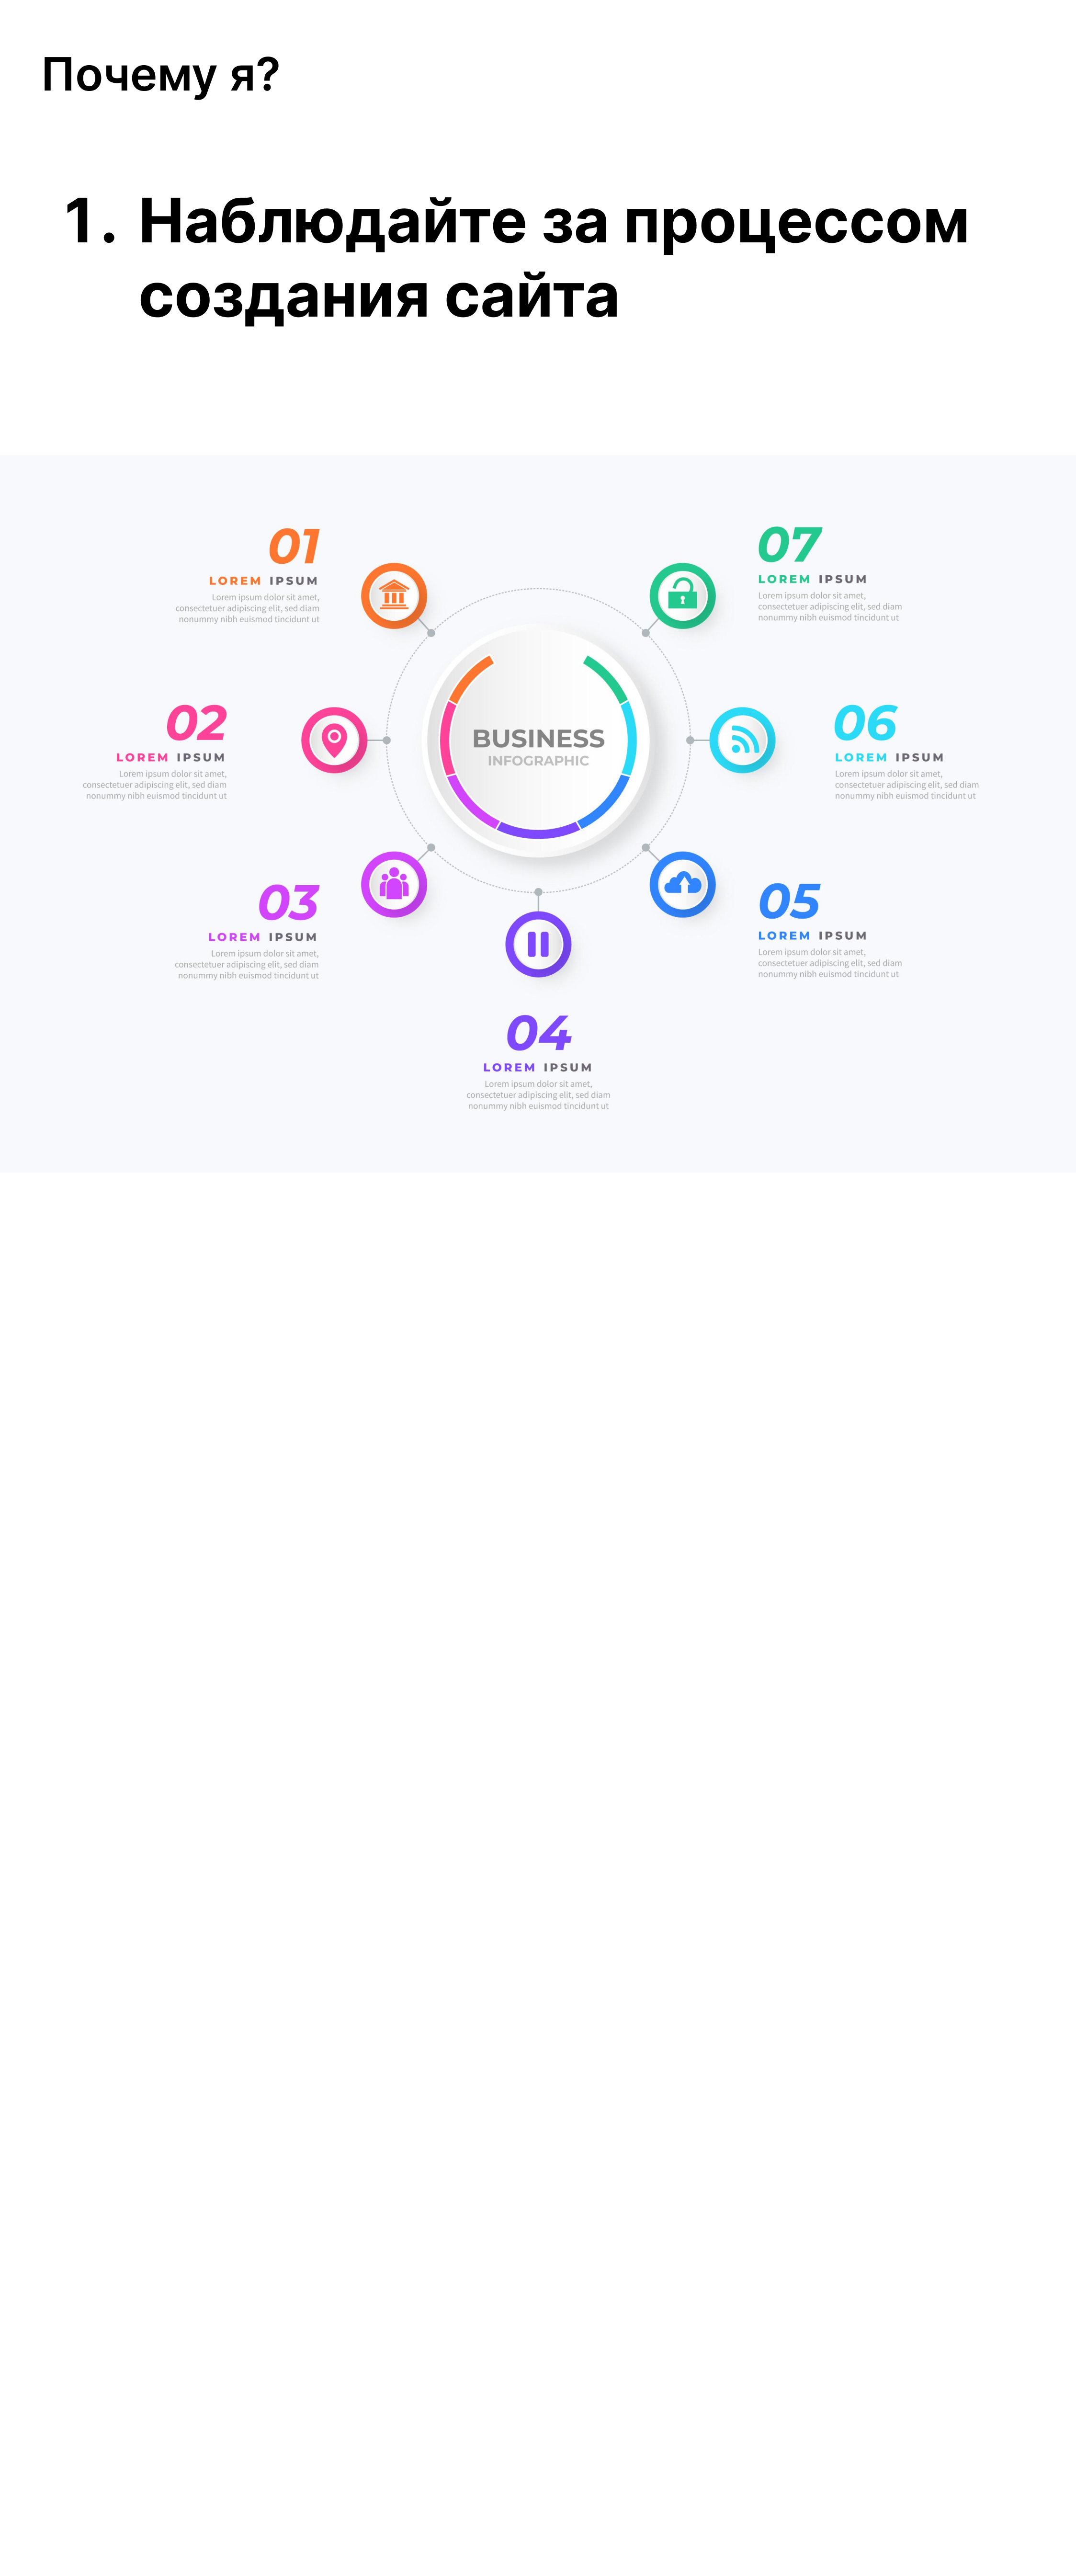 Почему я?
1. Наблюдайте за процессом
создания сайта
01
LOREM IPSUM
Lorem ipsum dolor sit amet,
consectetuer adipiscing elit, sed diam
nonummy nibh euismod tincidunt ut
07
LOREM IPSUM
Lorem ipsum dolor sit amet,
consectetuer adipiscing elit, sed diam
nonummy nibh euismod tincidunt ut
02
LOREM IPSUM
Lorem ipsum dolor sit amet,
consectetuer adipiscing elit, sed diam
nonummy nibh euismod tincidunt ut
BUSINESS
INFOGRAPHIC
06
LOREM IPSUM
Lorem ipsum dolor sit amet,
consectetuer adipiscing elit, sed diam
nonummy nibh euismod tincidunt ut
03
LOREM IPSUM
Lorem ipsum dolor sit amet,
consectetuer adipiscing elit, sed diam
nonummy nibh euismod tincidunt ut
05
LOREM IPSUM
Lorem ipsum dolor sit amet,
consectetuer adipiscing elit, sed diam
nonummy nibh euismod tincidunt ut
04
LOREM IPSUM
Lorem ipsum dolor sit amet,
consectetuer adipiscing elit, sed diam
nonummy nibh euismod tincidunt ut